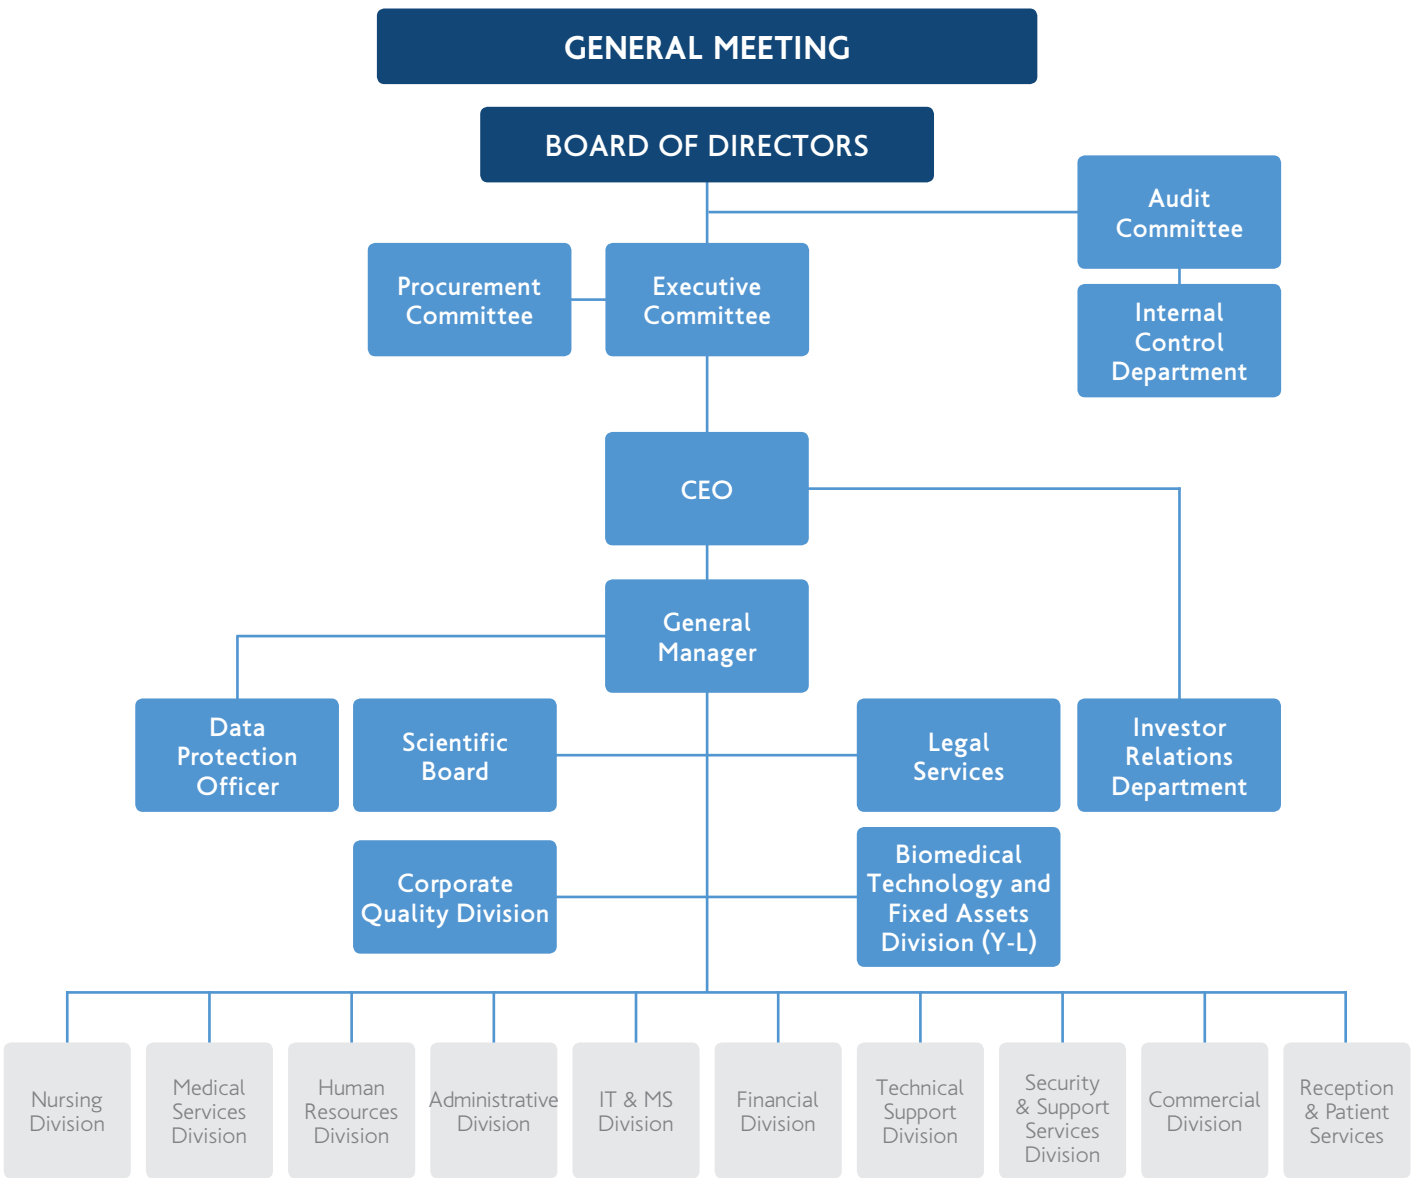 GENERAL MEETING
BOARD OF DIRECTORS
Audit
Committee
Procurement
Committee
Executive
Committee
Internal
Control
Department
CEO
General
Manager
Data
Protection
Officer
Scientific
Board
Legal
Services
Investor
Relations
Department
Corporate
Quality Division
Biomedical
Technology and
Fixed Assets
Division (Y-L)
Nursing
Division
Medical
Services
Division
Human
Resources
Division
Administrative
Division
IT & MS
Division
Financial
Division
Technical
Support
Division
Security
& Support
Services
Division
Commercial
Division
Reception
& Patient
Services